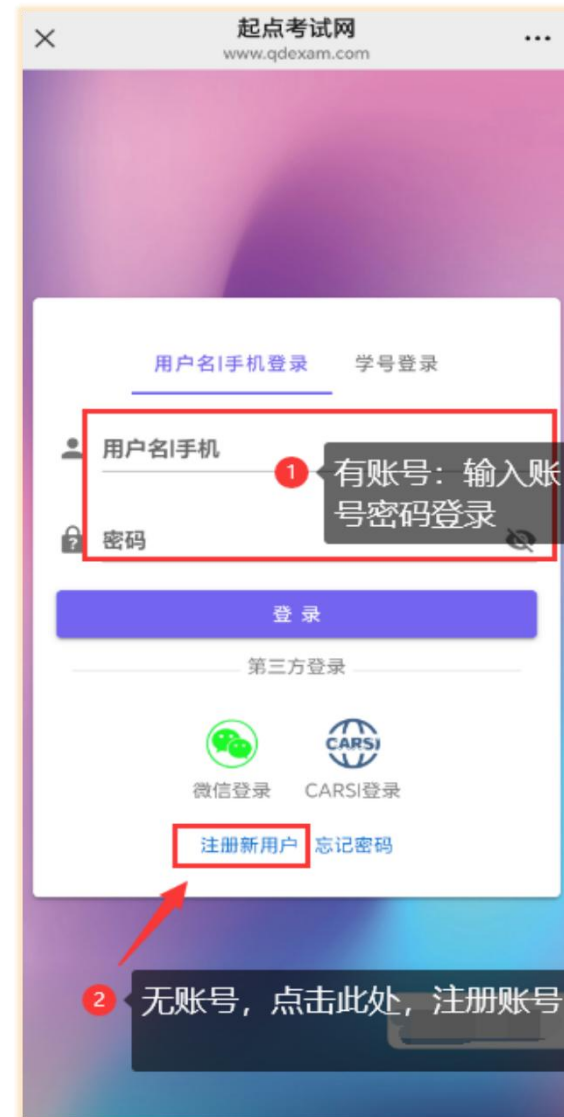 起点考试网
www.qdexam.com
用户名|手机登录 学号登录
用户名|手机
1 有账号：输入账
号密码登录
密码
登 录
第三方登录
CARSI
微信登录 CARSI登录
注册新用户 忘记密码
2 无账号，点击此处，注册账号